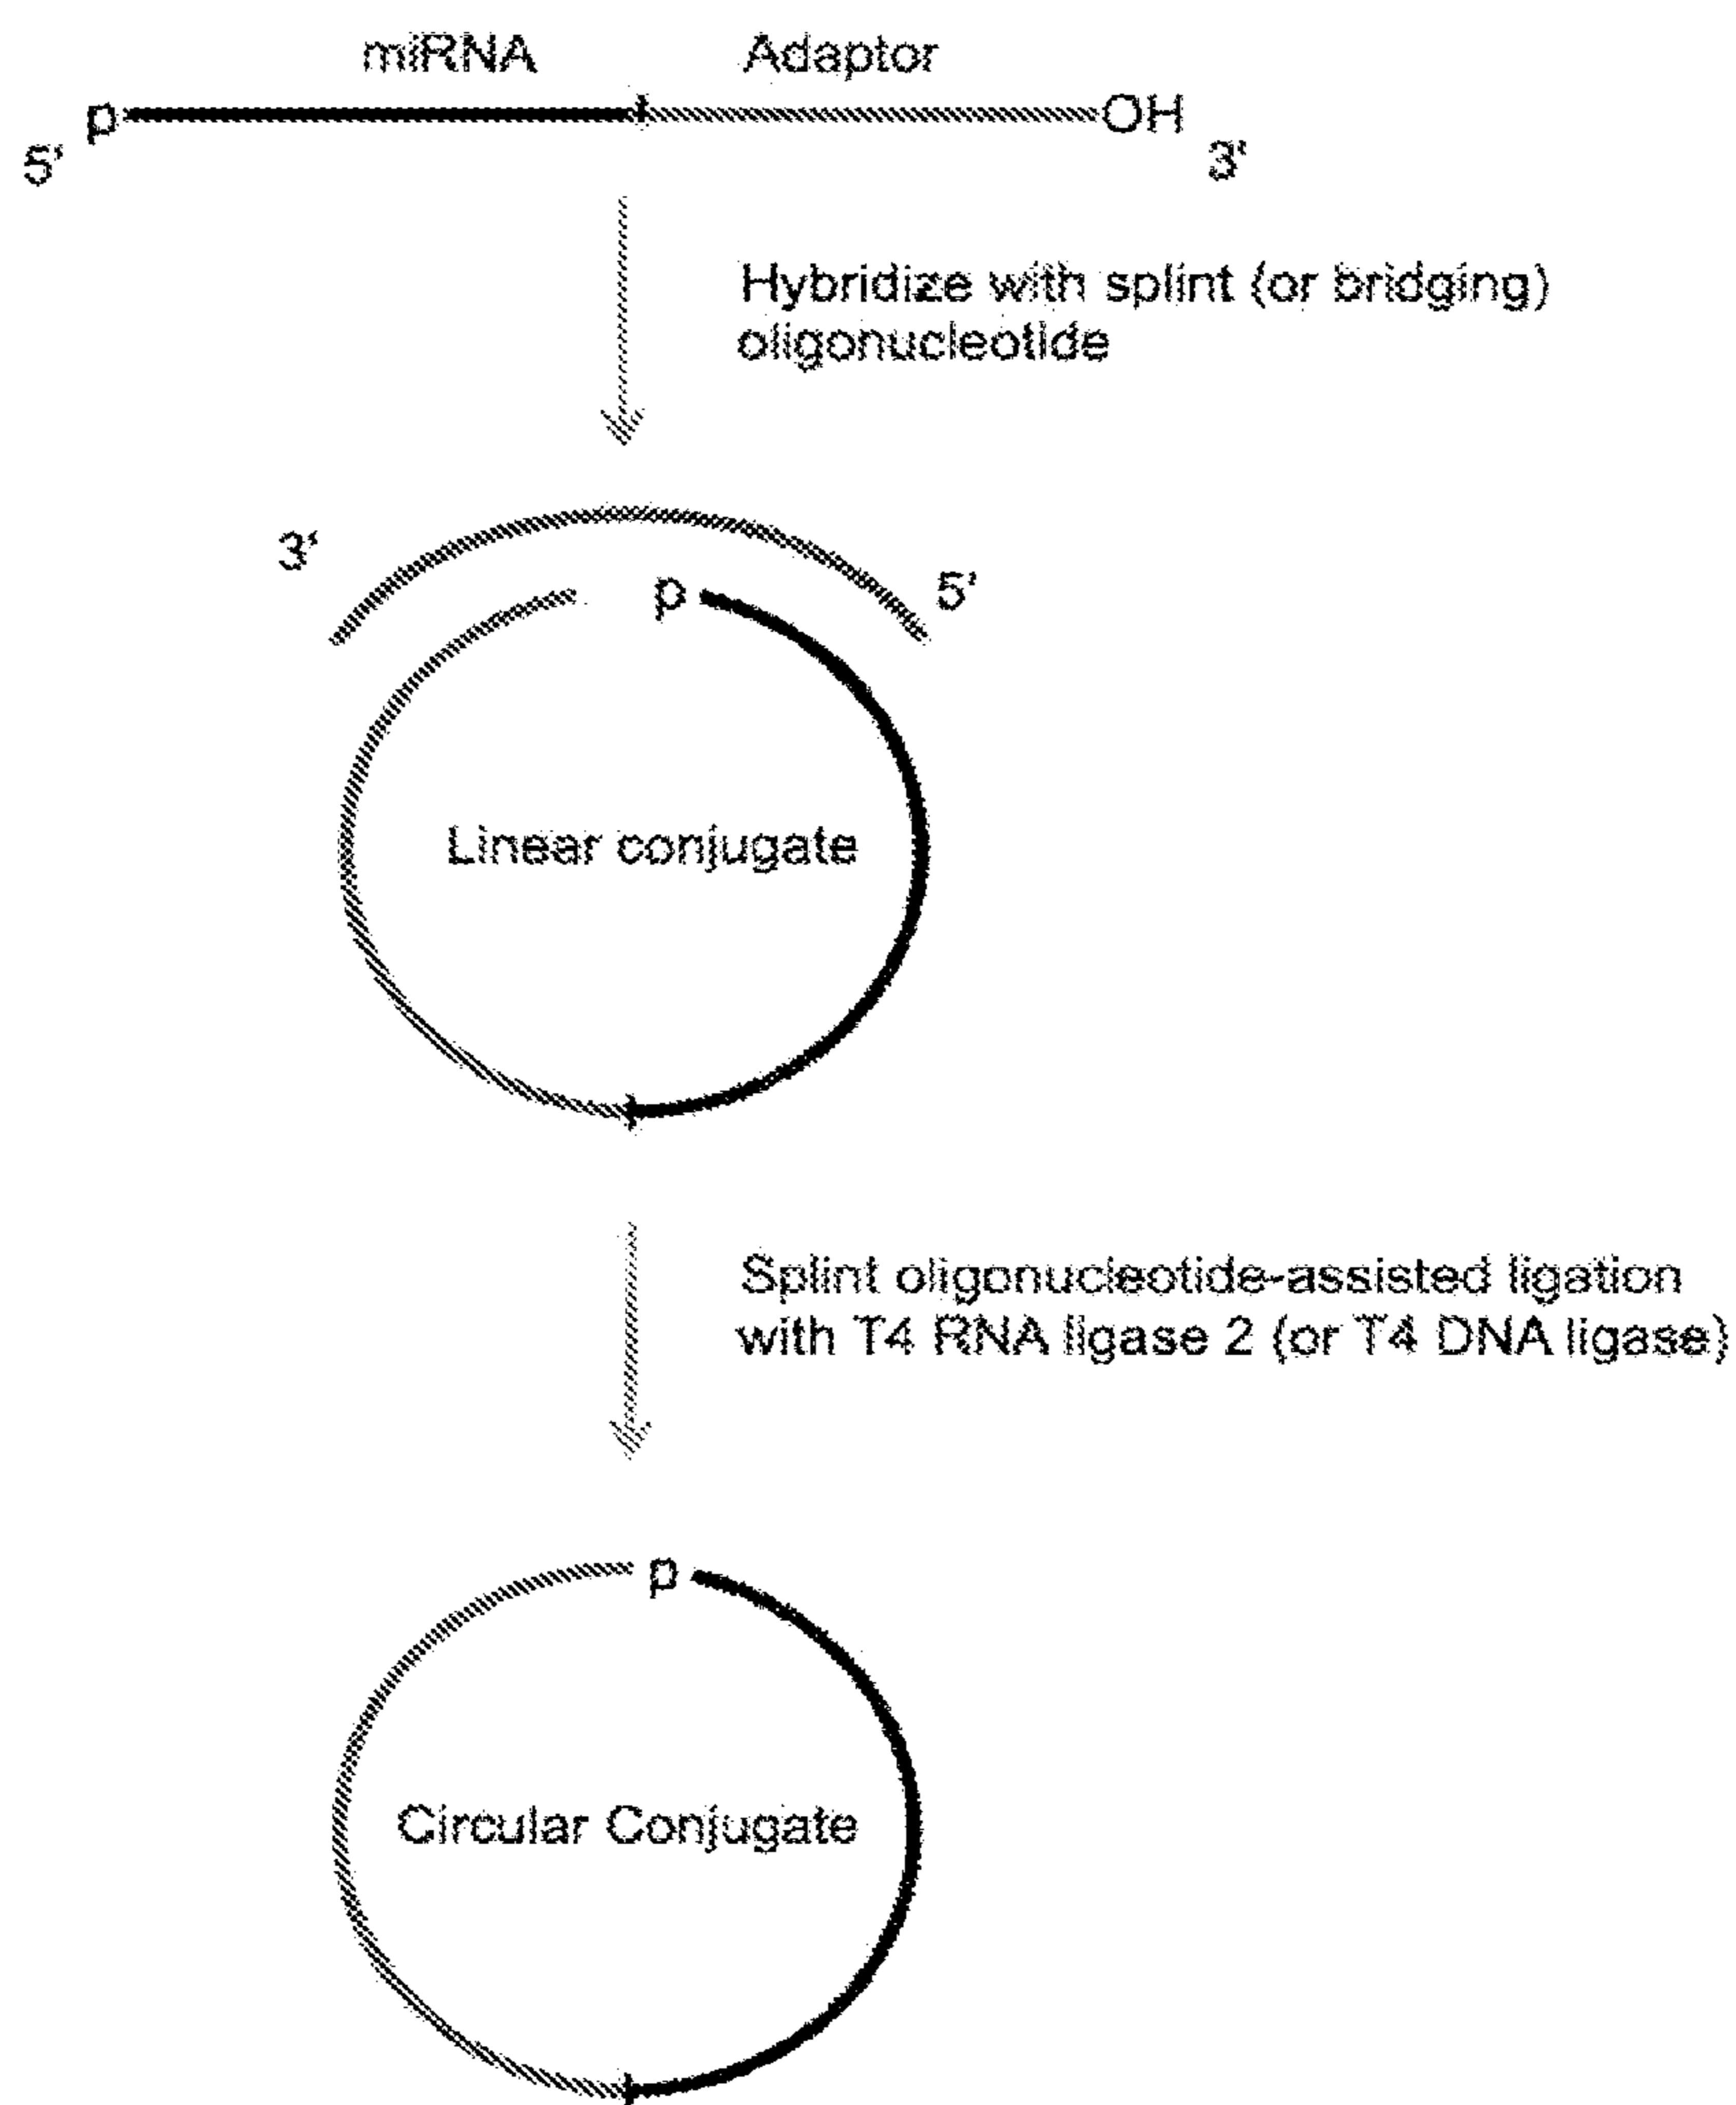 miRNA Adaptor
p OH
5' 3'
Hybridize with splint (or bridging)
oligonucleotide
3' 5'
p
Linear conjugate
Splint oligonucleotide-assisted ligation
with T4 RNA ligase 2 (or T4 DNA ligase)
p
Circular Conjugate